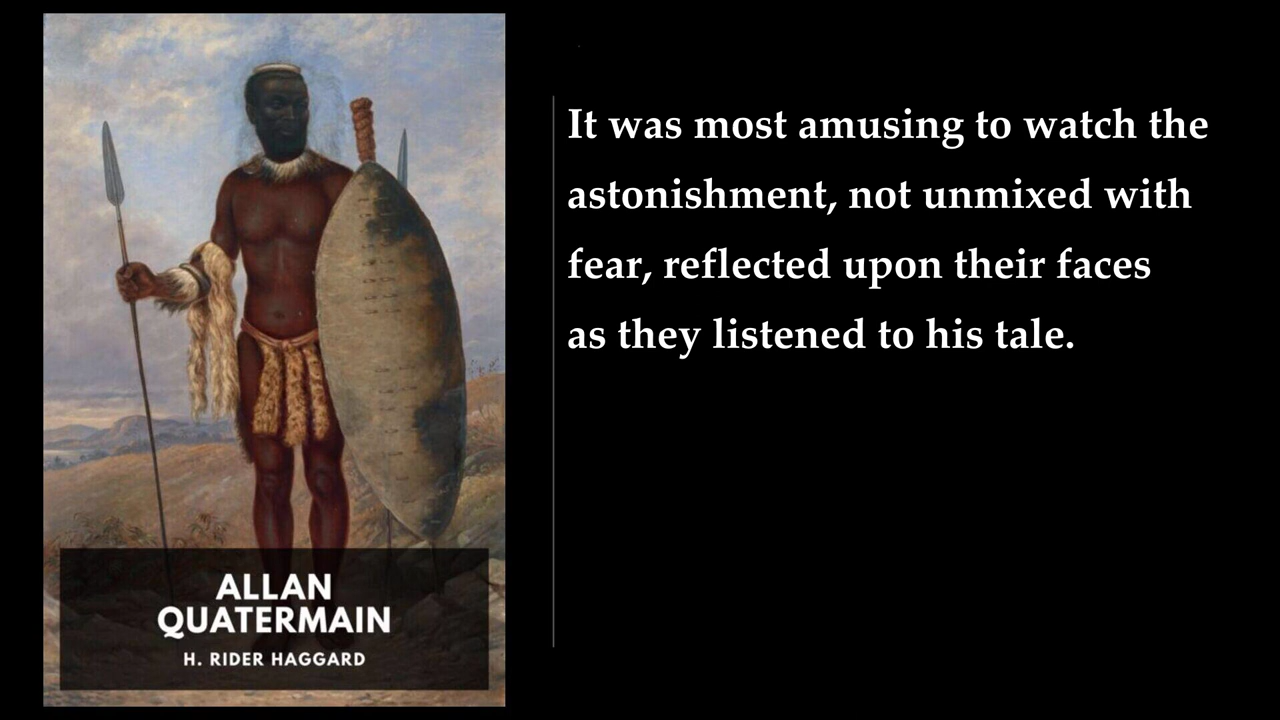 It was most amusing to watch the
astonishment, not unmixed with
fear, reflected upon their faces
as they listened to his tale.
ALLAN
QUATERMAIN
H. RIDER HAGGARD